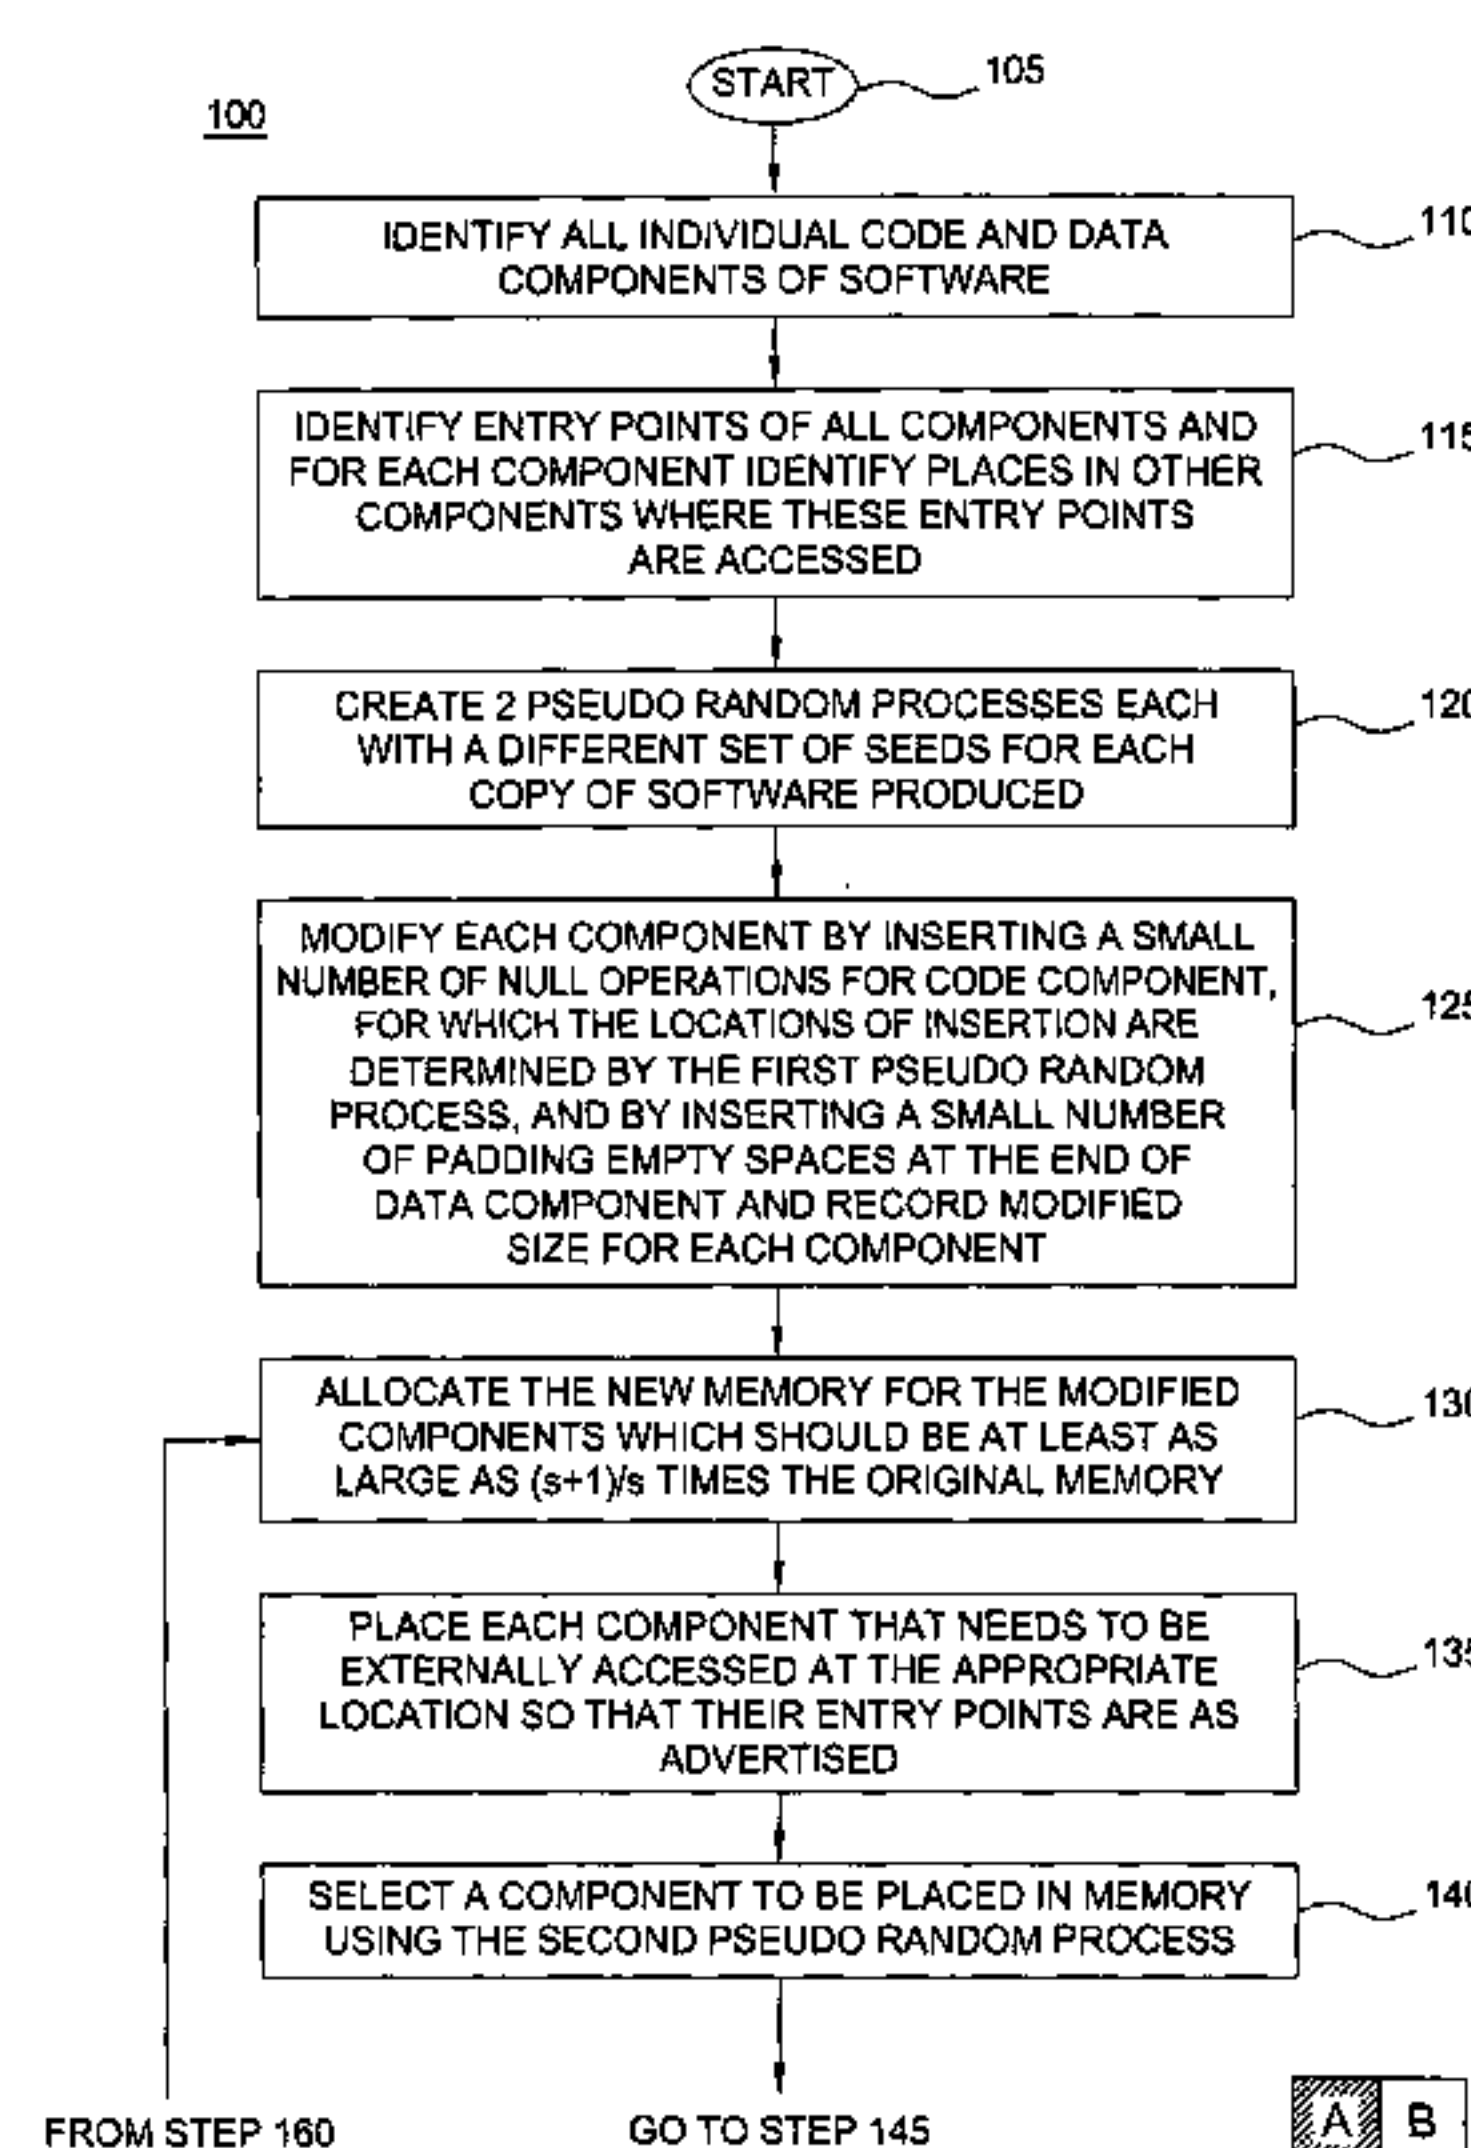 START
105
100
IDENTIFY ALL INDIVIDUAL CODE AND DATA
COMPONENTS OF SOFTWARE
110
IDENTIFY ENTRY POINTS OF ALL COMPONENTS AND
FOR EACH COMPONENT IDENTIFY PLACES IN OTHER
COMPONENTS WHERE THESE ENTRY POINTS
ARE ACCESSED
115
CREATE 2 PSEUDO RANDOM PROCESSES EACH
WITH A DIFFERENT SET OF SEEDS FOR EACH
COPY OF SOFTWARE PRODUCED
120
MODIFY EACH COMPONENT BY INSERTING A SMALL
NUMBER OF NULL OPERATIONS FOR CODE COMPONENT,
FOR WHICH THE LOCATIONS OF INSERTION ARE
DETERMINED BY THE FIRST PSEUDO RANDOM
PROCESS, AND BY INSERTING A SMALL NUMBER
OF PADDING EMPTY SPACES AT THE END OF
DATA COMPONENT AND RECORD MODIFIED
SIZE FOR EACH COMPONENT
125
ALLOCATE THE NEW MEMORY FOR THE MODIFIED
COMPONENTS WHICH SHOULD BE AT LEAST AS
LARGE AS (s+1)/s TIMES THE ORIGINAL MEMORY
130
PLACE EACH COMPONENT THAT NEEDS TO BE
EXTERNALLY ACCESSED AT THE APPROPRIATE
LOCATION SO THAT THEIR ENTRY POINTS ARE AS
ADVERTISED
135
SELECT A COMPONENT TO BE PLACED IN MEMORY
USING THE SECOND PSEUDO RANDOM PROCESS
140
FROM STEP 160
GO TO STEP 145
A B